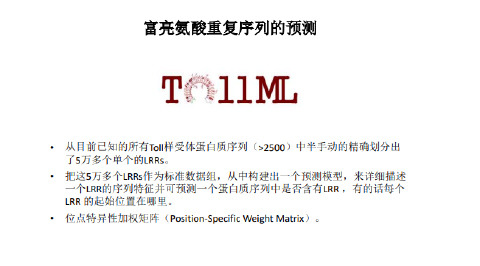 富亮氨酸重复序列的预测
TollML
• 从目前已知的所有Toll样受体蛋白质序列（>2500）中半手动的精确划分出
了5万多个单个的LRRs。
• 把这5万多个LRRs作为标准数据组，从中构建出一个预测模型，来详细描述
一个LRR的序列特征并可预测一个蛋白质序列中是否含有LRR ，有的话每个
LRR 的起始位置在哪里。
• 位点特异性加权矩阵（Position-Specific Weight Matrix）。